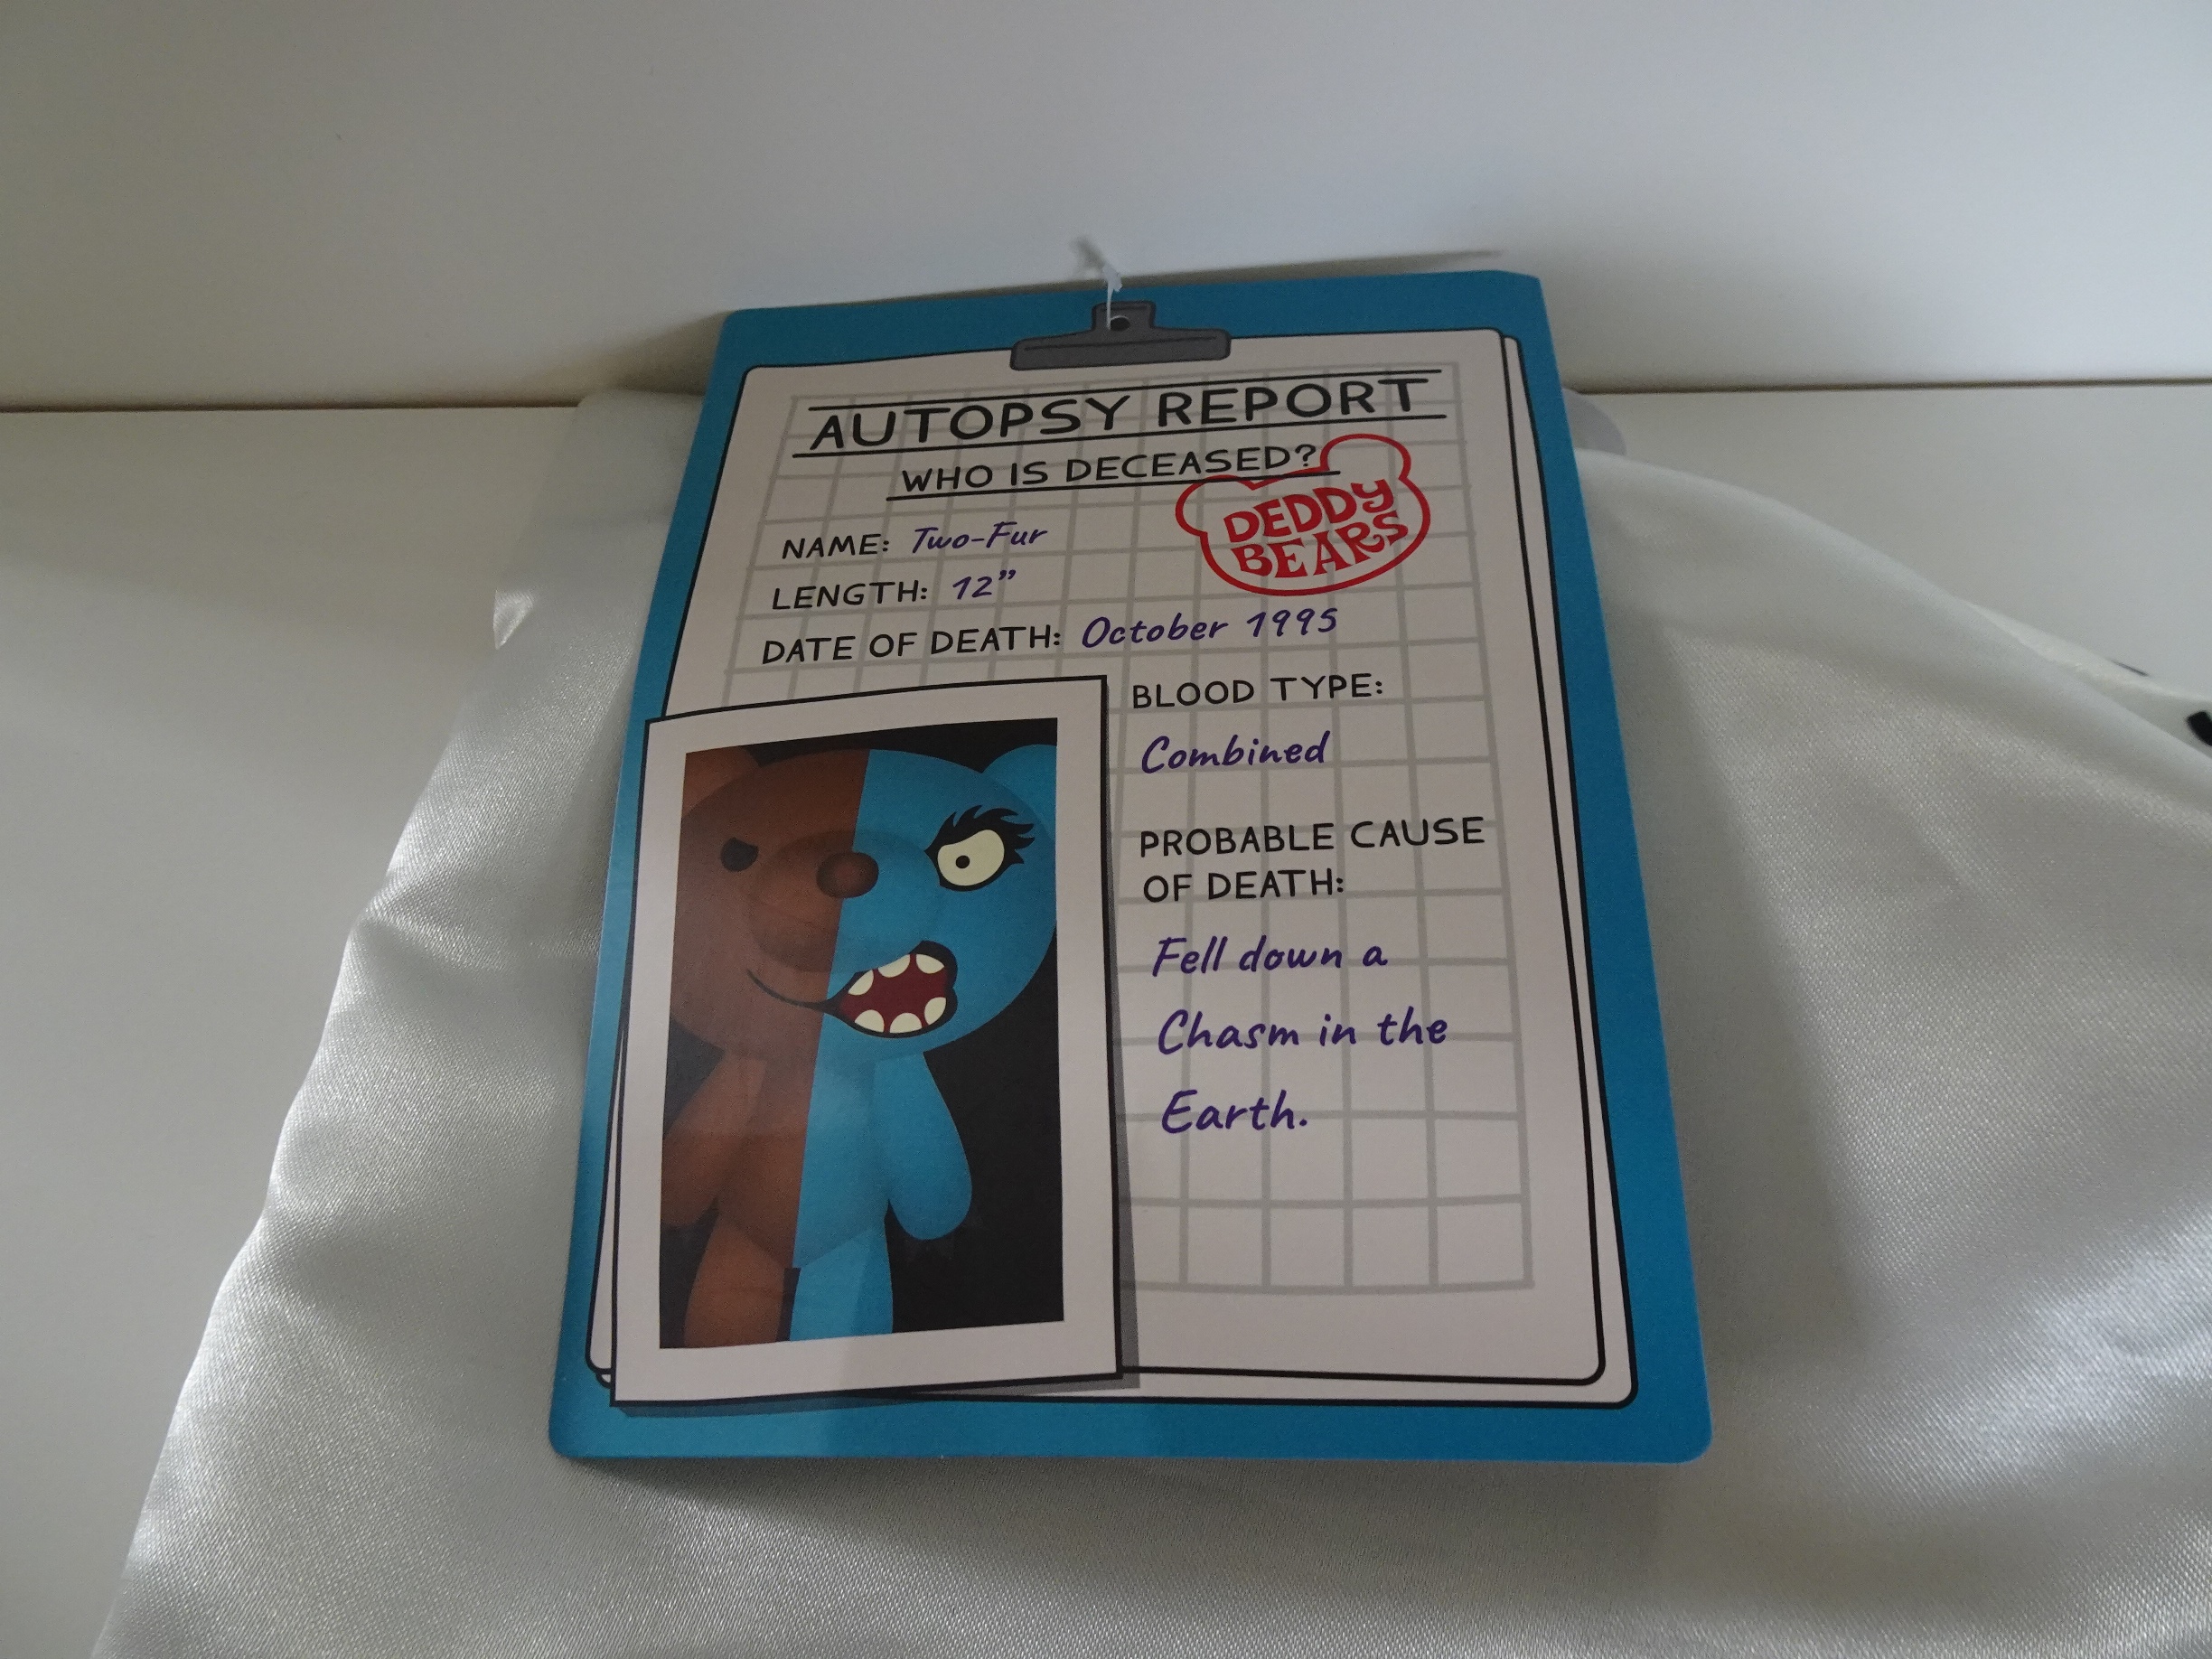 AUTOPSY REPORT
WHO IS DECEASED?
DEDDY
BEARS
NAME: Two-Fur
LENGTH: 12”
DATE OF DEATH: October 1995
BLOOD TYPE:
Combined
PROBABLE CAUSE
OF DEATH:
Fell down a
Chasm in the
Earth.